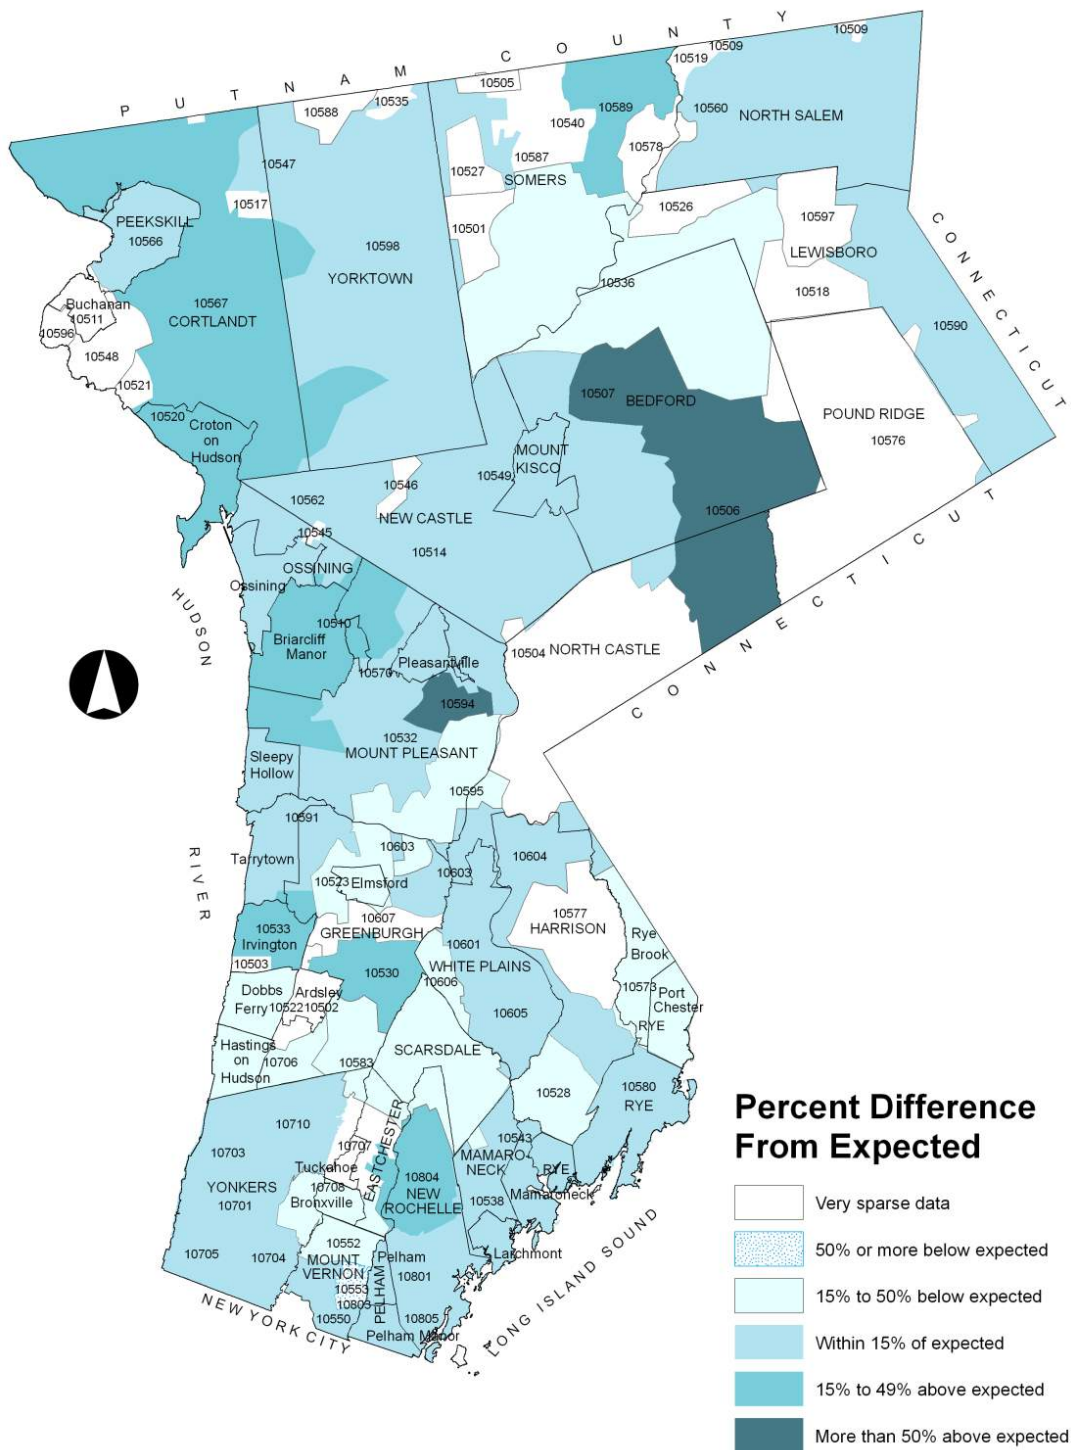 P U T N A M C O U N T Y
10509
10509
10519
10505
10535
10588
10589
10560
NORTH SALEM
10540
10578
10547
10587
10527
SOMERS
10517
10526
10597
PEEKSKILL
10566
10501
10598
LEWISBORO
YORKTOWN
10536
10518
CONNECTICUT
Buchanan
10511
10567
CORTLANDT
10596
10590
10548
10521
10507
BEDFORD
POUND RIDGE
10576
10520
Croton
on
Hudson
MOUNT
KISCO
10549
10546
10562
NEW CASTLE
10506
10545
10514
OSSINING
Ossining
CONNECTICUT
HUDSON
10510
Briarcliff
Manor
NORTH CASTLE
10504
Pleasantville
10570
10594
10532
MOUNT PLEASANT
Sleepy
Hollow
10595
10591
RIVER
Tarrytown
10603
10604
10603
10523
Elmsford
10577
HARRISON
10607
GREENBURGH
10533
Irvington
Rye
Brook
10601
10503
10530
WHITE PLAINS
10606
Dobbs
Ferry
Ardsley
10522
10502
10573
Port
Chester
10605
RYE
Hastings
on
Hudson
SCARSDALE
10706
10583
10528
10580
RYE
10710
10543
10703
10707
EASTCHESTER
MAMARO-
NECK
Tuckahoe
10804
RYE
YONKERS
10708
NEW
ROCHELLE
10701
Bronxville
10538
Mamaroneck
10552
10705
10704
MOUNT
VERNON
Pelham
Larchmont
10801
10553
PELHAM
10803
10550
10805
Pelham Manor
NEW YORK CITY
LONG ISLAND SOUND
Percent Difference
From Expected
Very sparse data
50% or more below expected
15% to 50% below expected
Within 15% of expected
15% to 49% above expected
More than 50% above expected